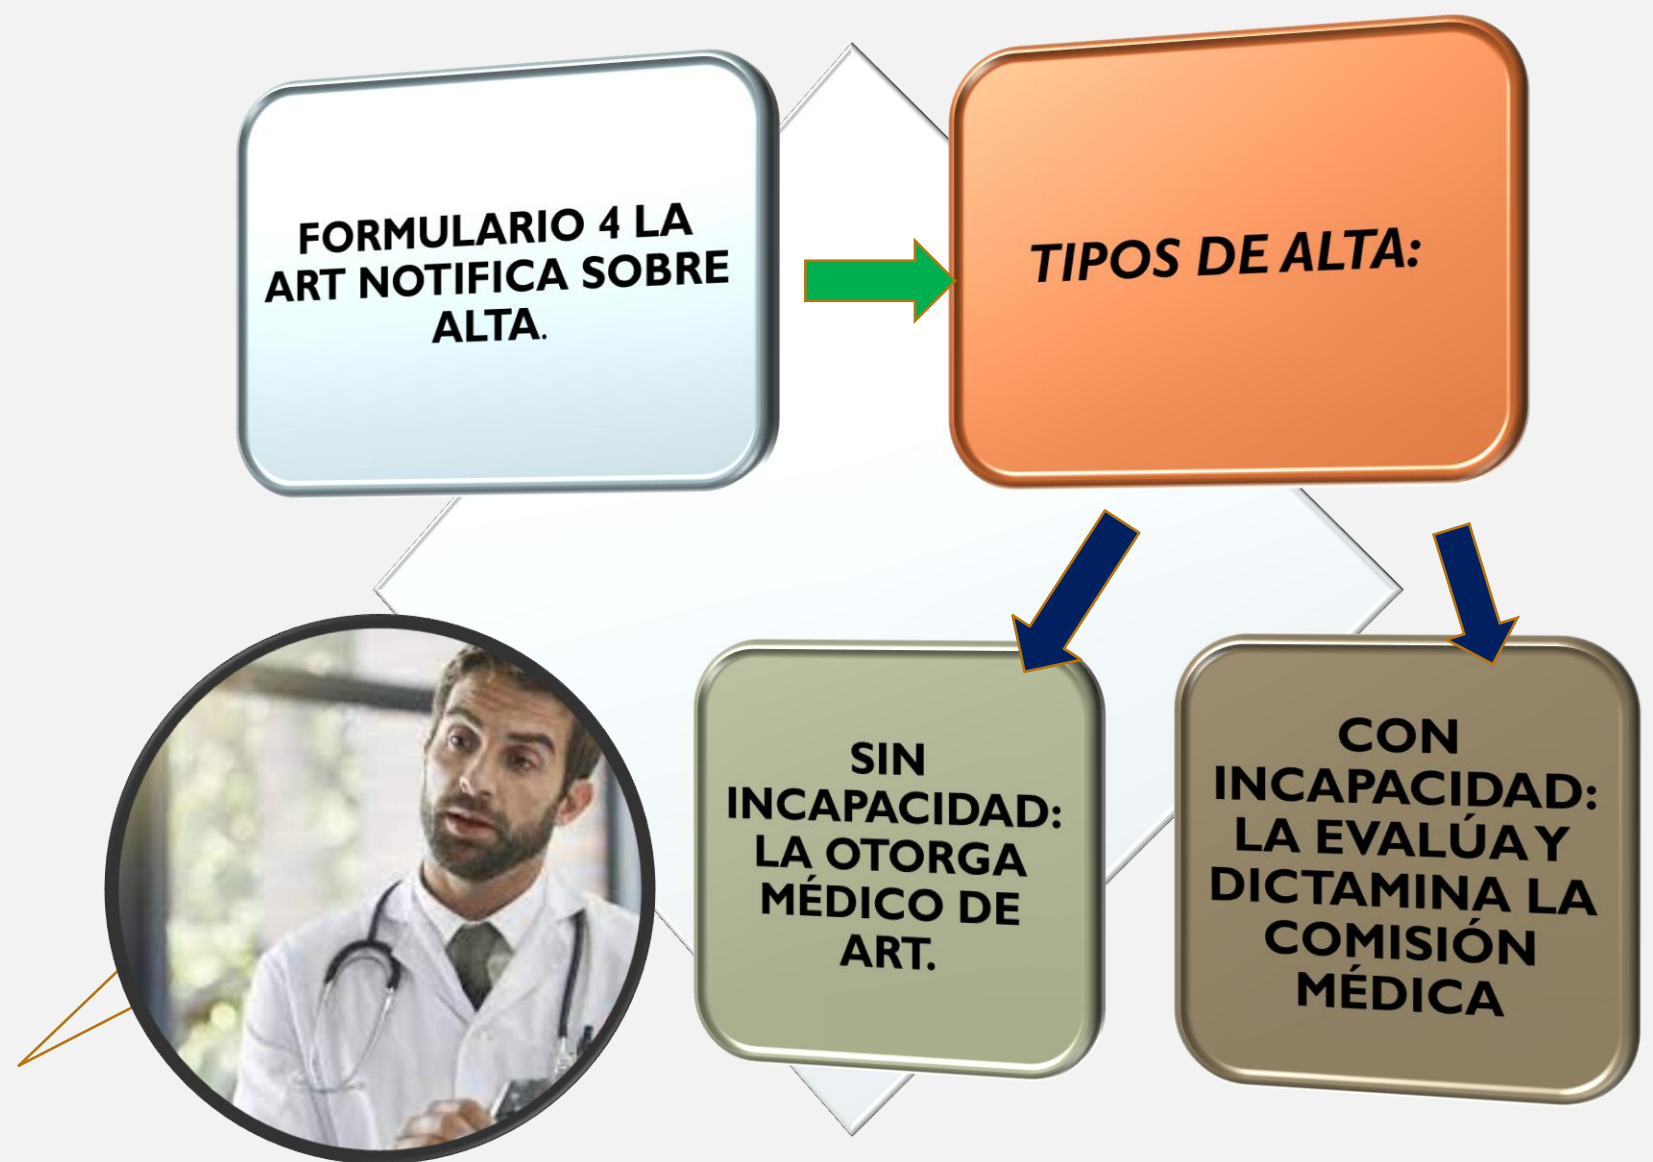 FORMULARIO 4 LA
ART NOTIFICA SOBRE
ALTA.
TIPOS DE ALTA:
SIN
INCAPACIDAD:
LA OTORGA
MÉDICO DE
ART.
CON
INCAPACIDAD:
LA EVALÚA Y
DICTAMINA LA
COMISIÓN
MÉDICA